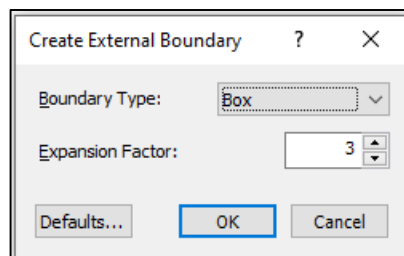 Create External Boundary ?
Boundary Type: Box
Expansion Factor: 3
Defaults... OK Cancel